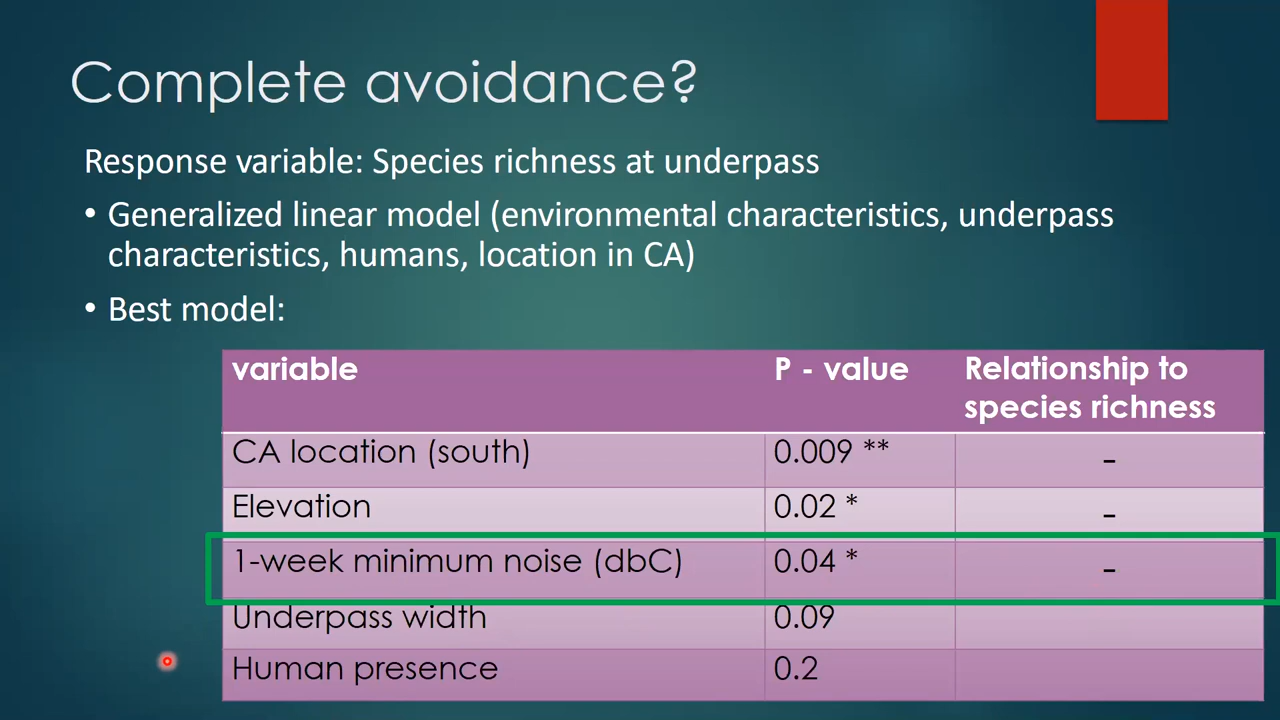 Complete avoidance?
Response variable: Species richness at underpass
• Generalized linear model (environmental characteristics, underpass
characteristics, humans, location in CA)
• Best model:
variable P - value Relationship to
species richness
CA location (south) 0.009 ** -
Elevation 0.02 * -
1-week minimum noise (dbC) 0.04 * -
Underpass width 0.09
Human presence 0.2